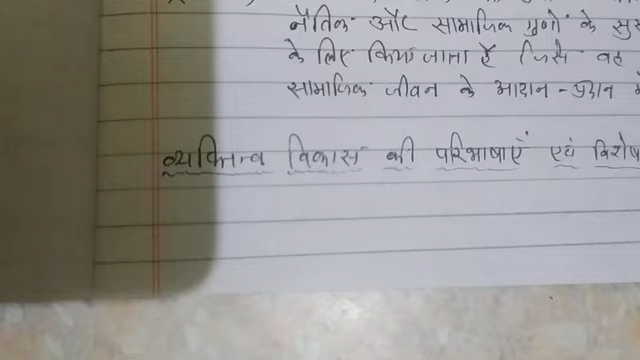 नैतिक और सामाजिक गुणों के
के लिए किया जाता है जिसे वह
सामाजिक जीवन के आदान-प्रदान में
व्यक्तित्व विकास की परिभाषाएं एवं